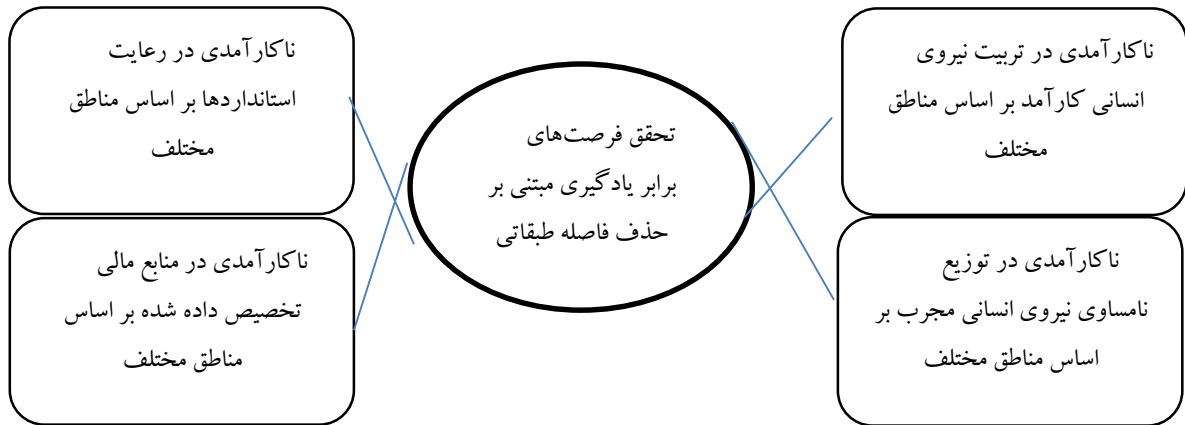 ناکارآمدی در تربیت نیروی
انسانی کارآمد بر اساس مناطق
مختلف
ناکارآمدی در توزیع
نامساوی نیروی انسانی مجرب بر
اساس مناطق مختلف
تحقق فرصت‌های
برابر یادگیری مبتنی بر
حذف فاصله طبقاتی
ناکارآمدی در رعایت
استانداردها بر اساس مناطق
مختلف
ناکارآمدی در منابع مالی
تخصیص داده شده بر اساس
مناطق مختلف